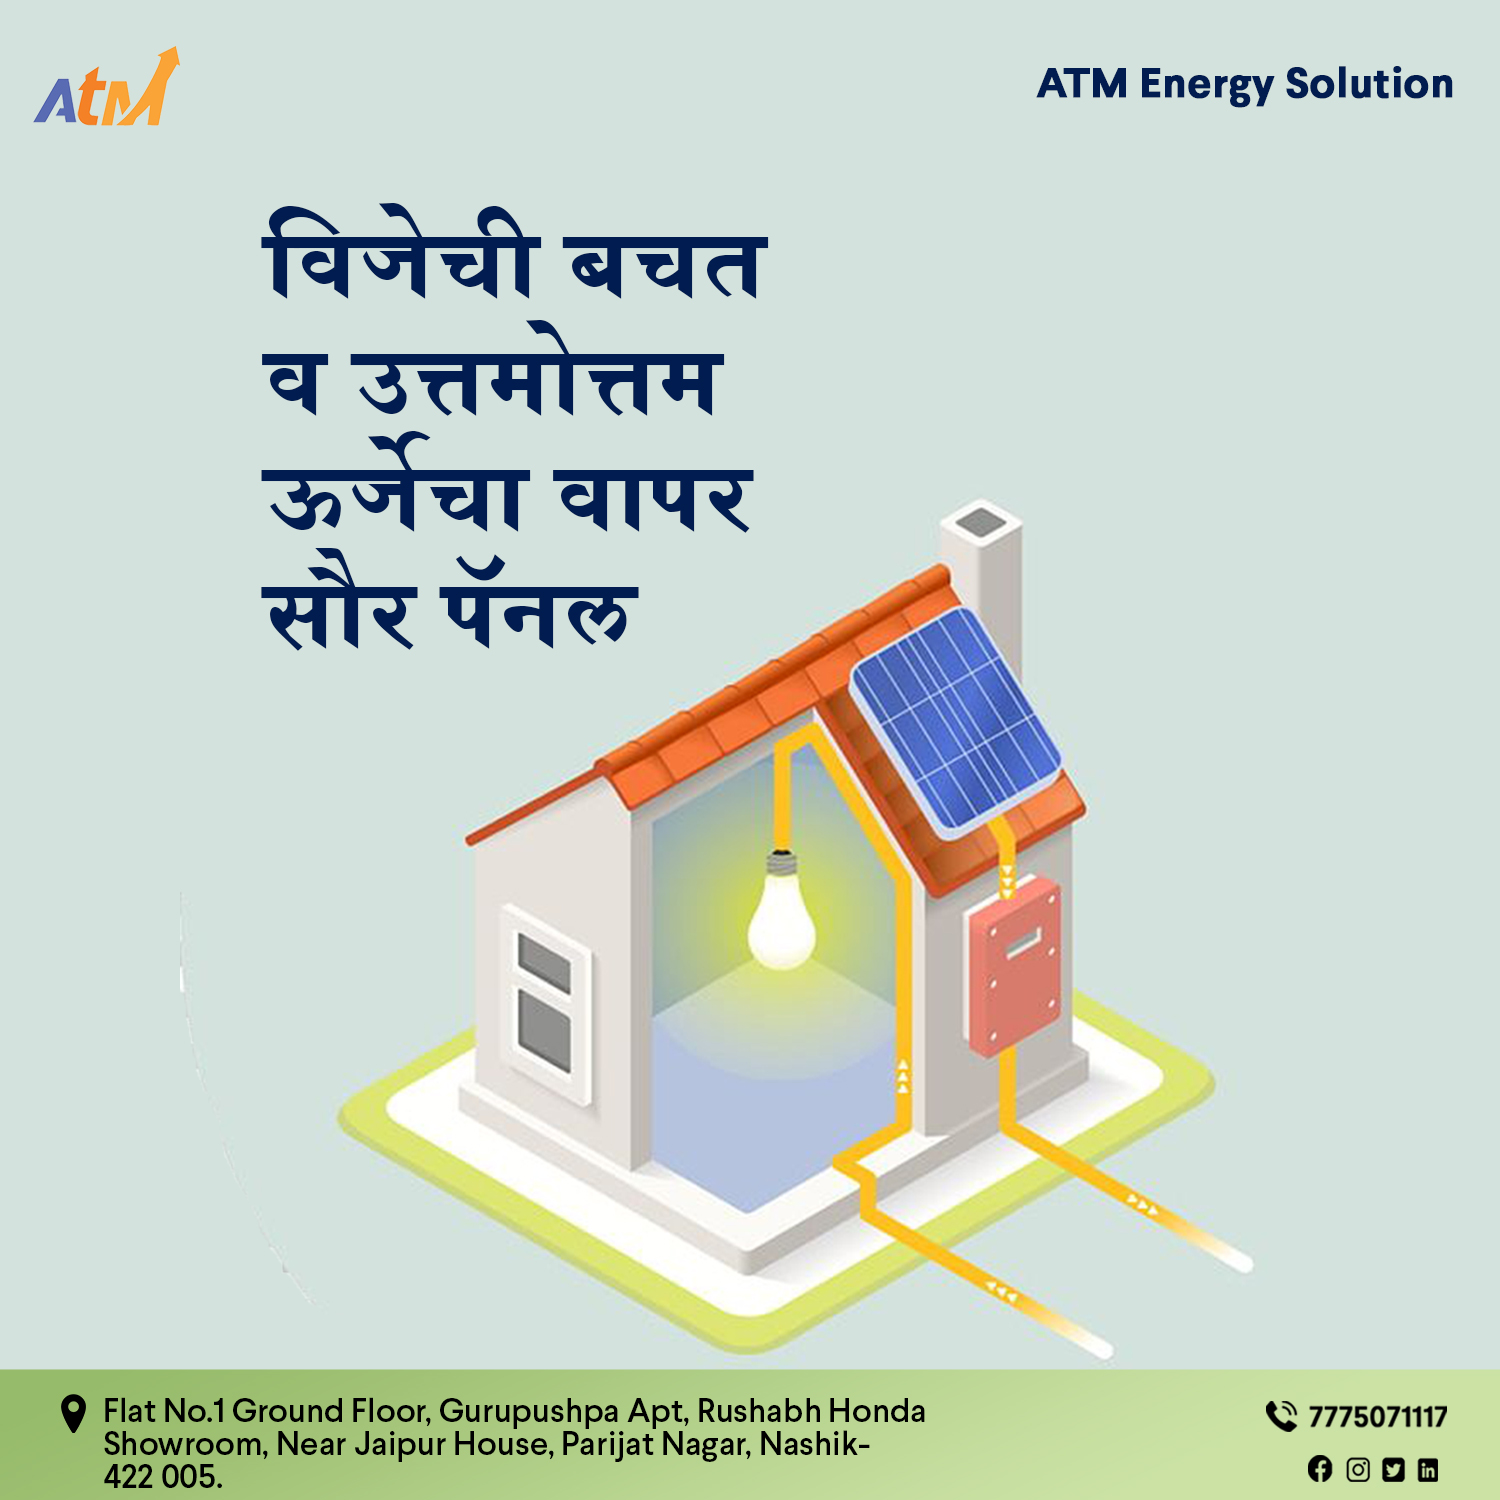 AtM
ATM Energy Solution
विजेची बचत
व उत्तमोत्तम
ऊर्जेचा वापर
सौर पॅनल
Flat No.1 Ground Floor, Gurupushpa Apt, Rushabh Honda
Showroom, Near Jaipur House, Parijat Nagar, Nashik-
422 005.
7775071117